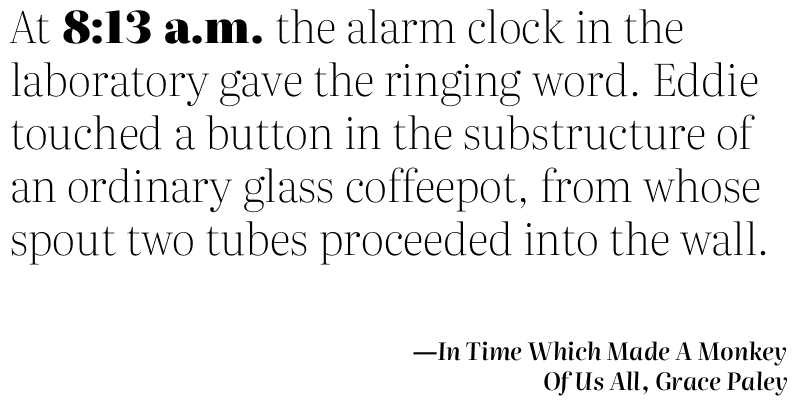 At 8:13 a.m. the alarm clock in the
laboratory gave the ringing word. Eddie
touched a button in the substructure of
an ordinary glass coffeepot, from whose
spout two tubes proceeded into the wall.
—In Time Which Made A Monkey
Of Us All, Grace Paley